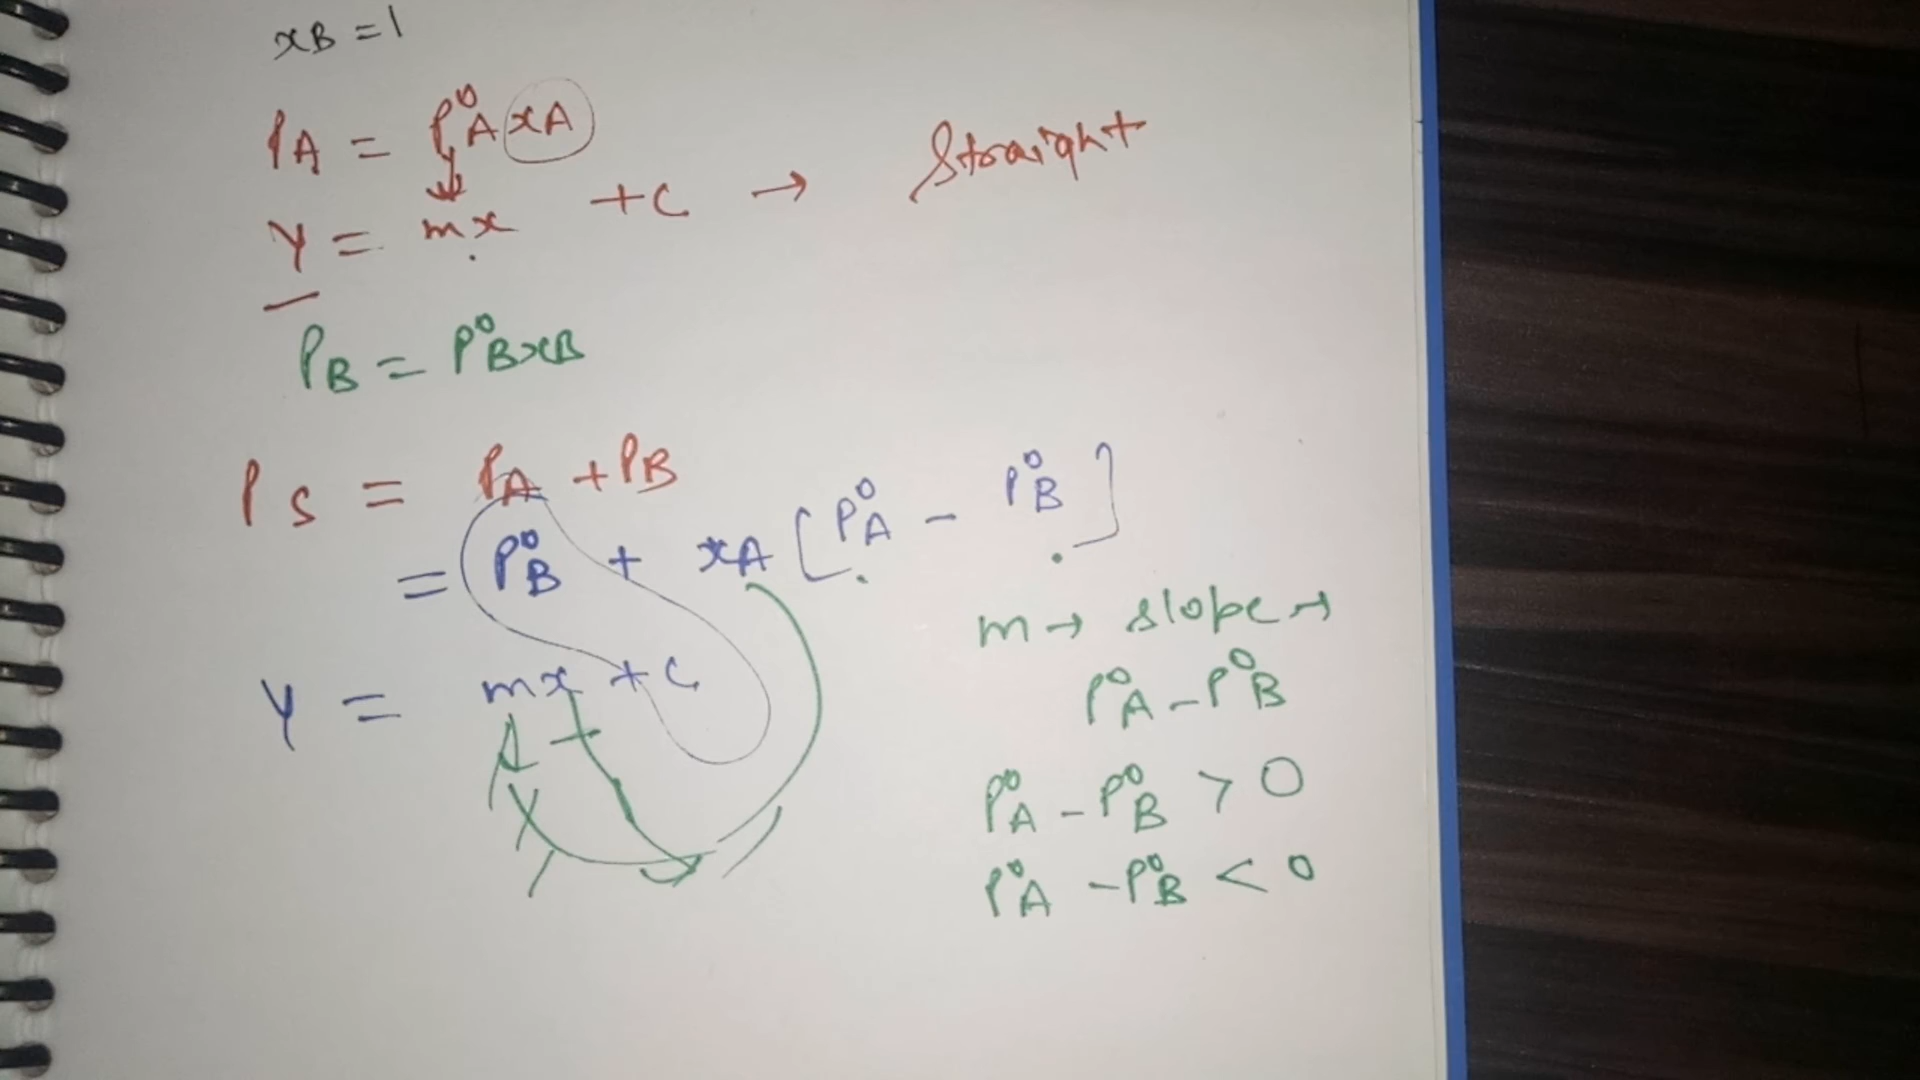 xB = 1
PA = P°A xA
Y = mx + C → Straight
PB = P°B xB
PS = PA + PB
= P°B + xA [P°A - P°B]
Y = mx + C
m → slope →
P°A - P°B
P°A - P°B > 0
P°A - P°B < 0